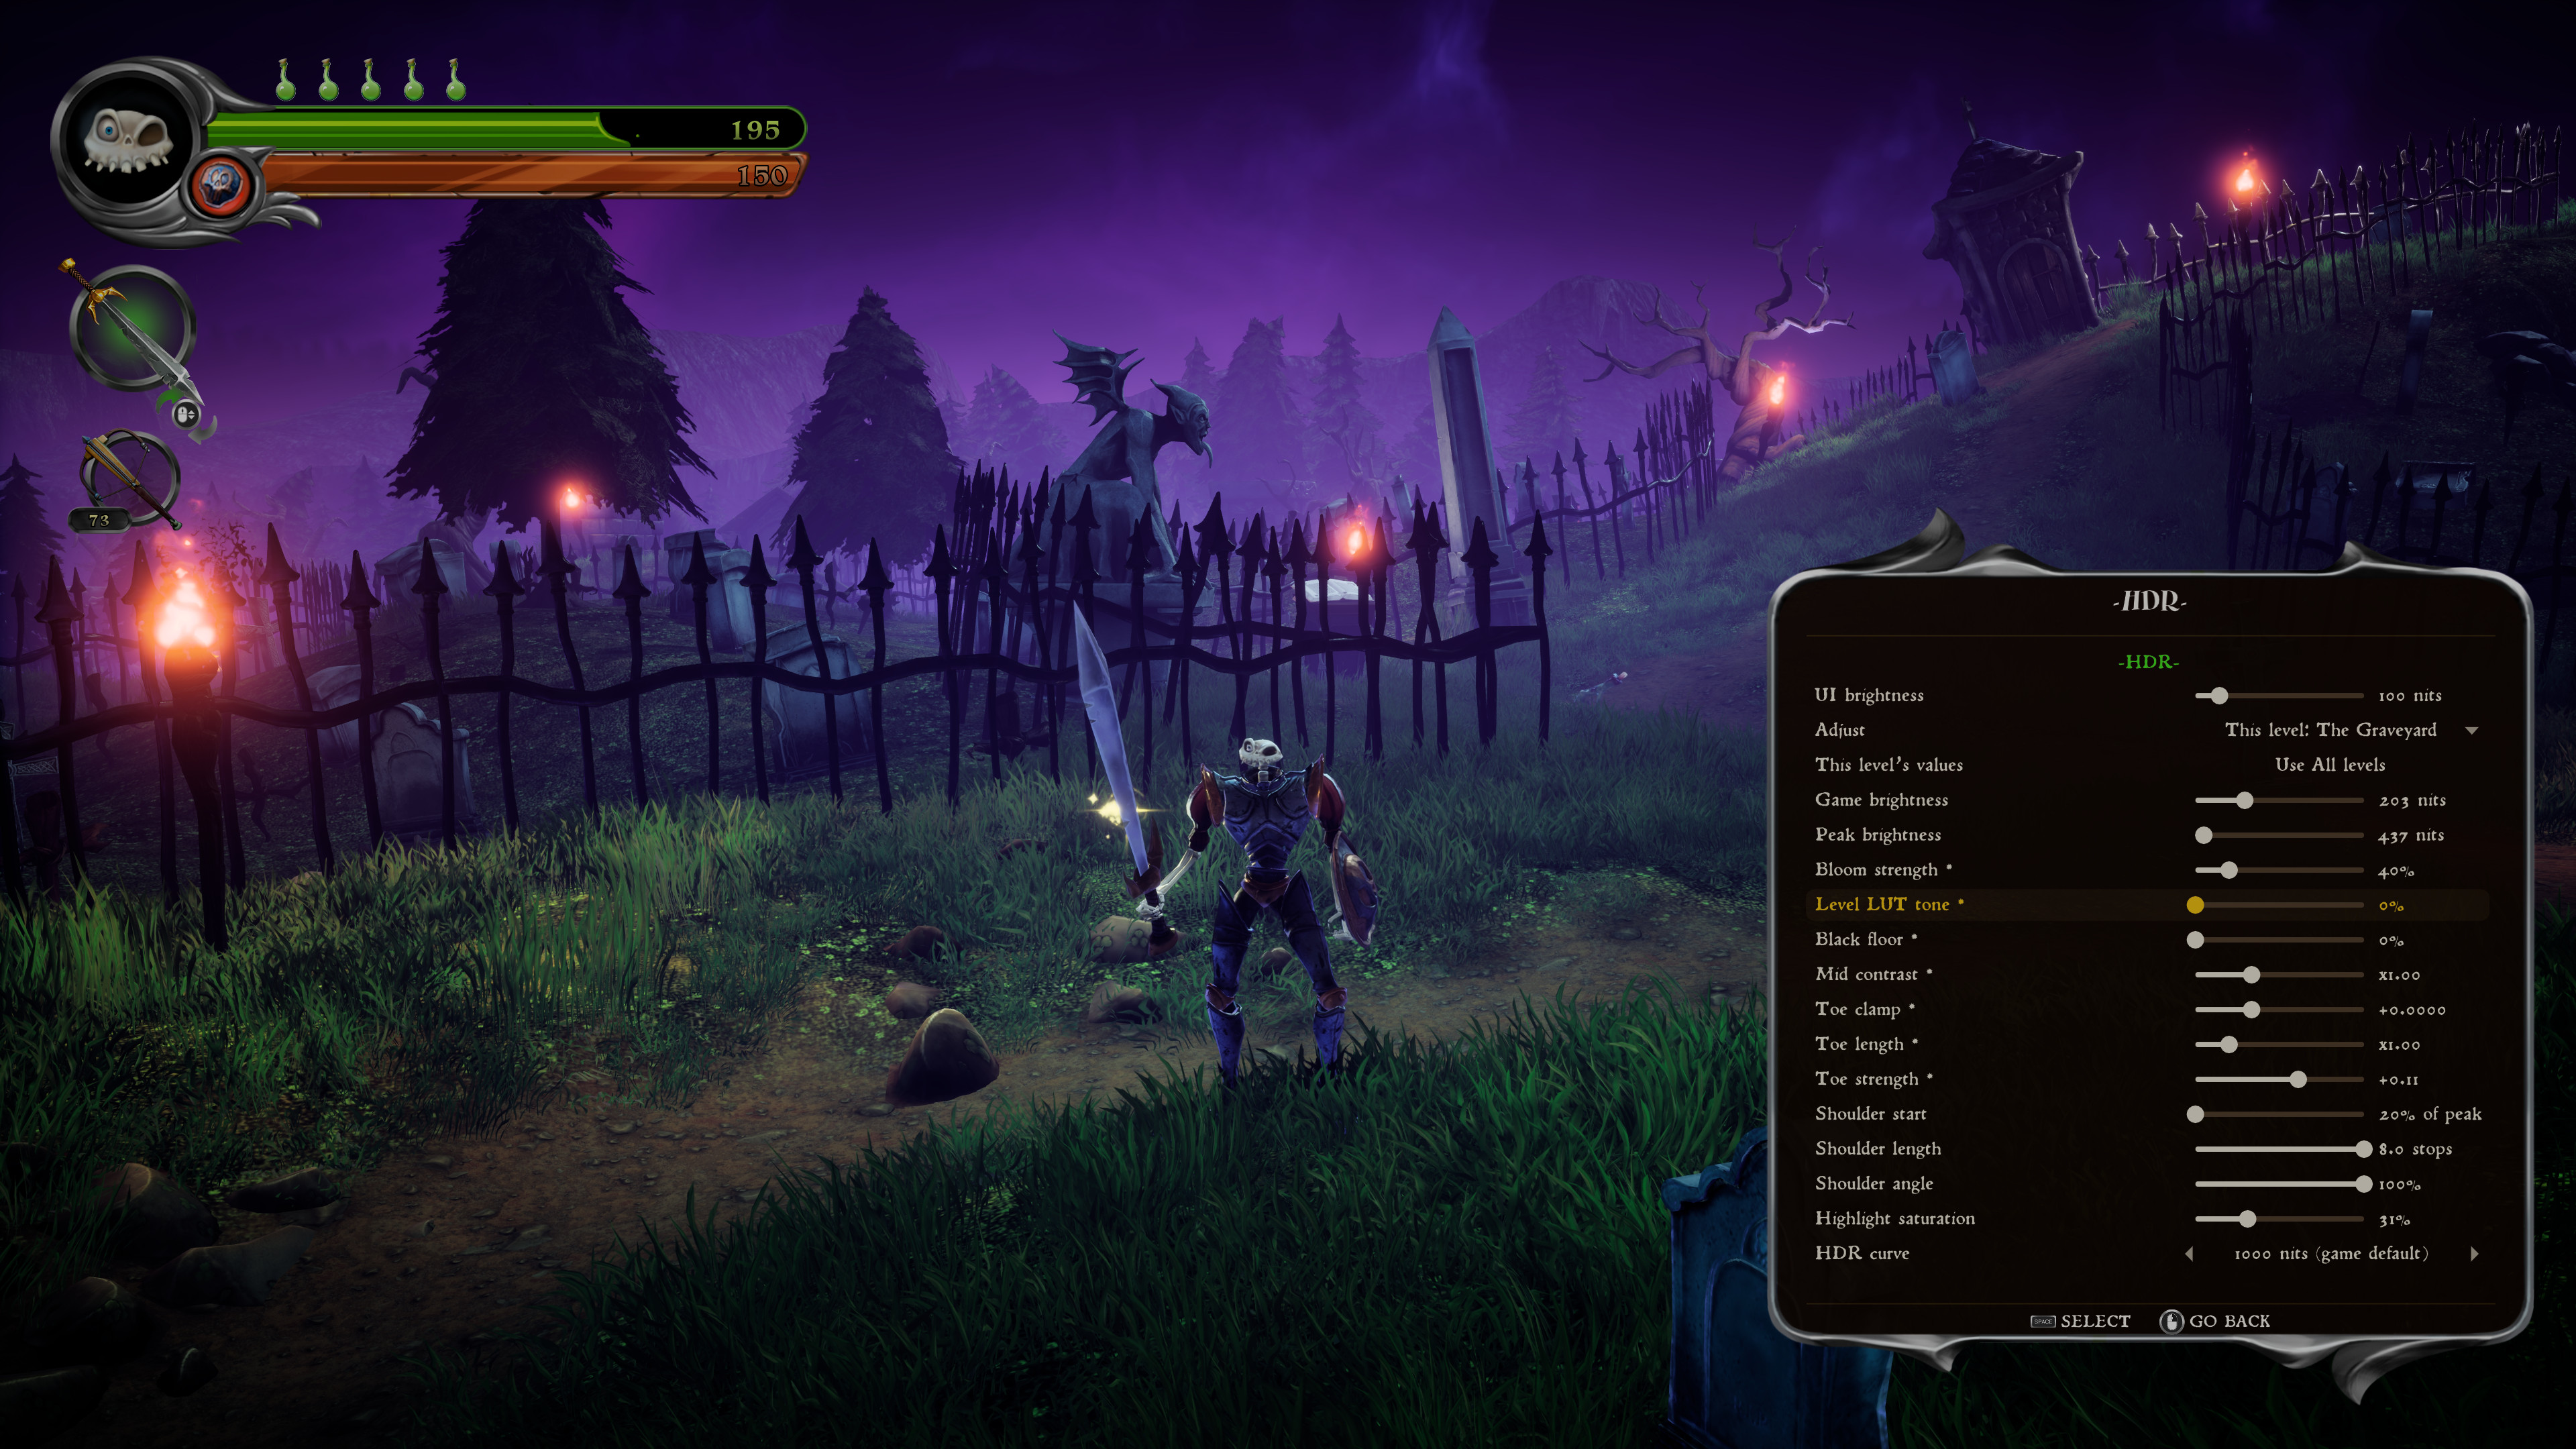 195
150
73
-HDR-
-HDR-
UI brightness 100 nits
Adjust This level: The Graveyard
This level's values Use All levels
Game brightness 203 nits
Peak brightness 437 nits
Bloom strength * 40%
Level LUT tone * 0%
Black floor * 0%
Mid contrast * x1.00
Toe clamp * +0.0000
Toe length * x1.00
Toe strength * +0.11
Shoulder start 20% of peak
Shoulder length 8.0 stops
Shoulder angle 100%
Highlight saturation 31%
HDR curve 1000 nits (game default)
SPACE SELECT GO BACK